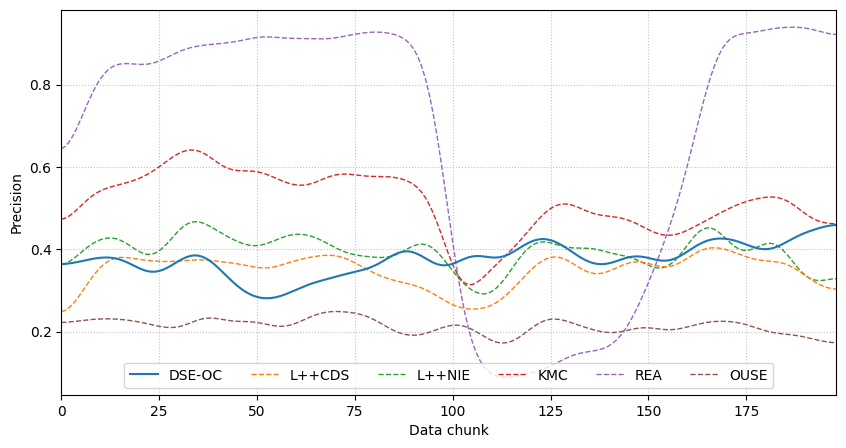 Precision
0.8
0.6
0.4
0.2
DSE-OC L++CDS L++NIE KMC REA OUSE
0 25 50 75 100 125 150 175
Data chunk